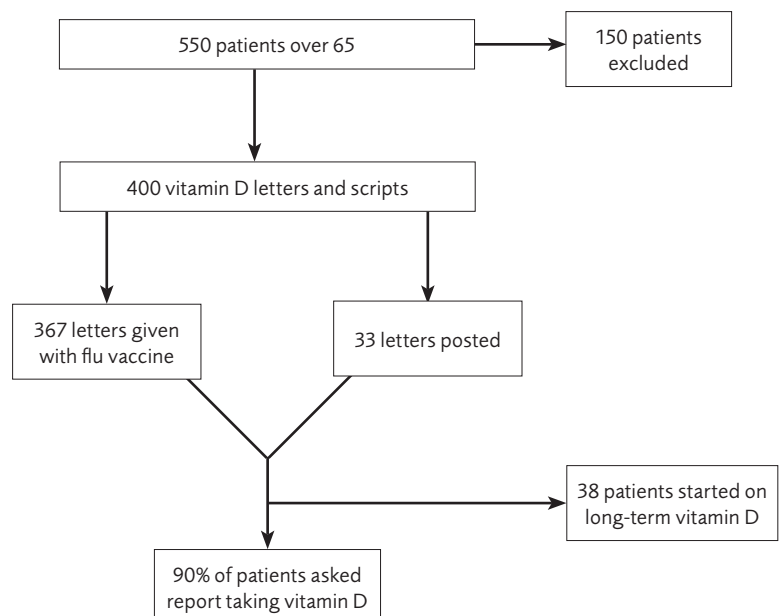 550 patients over 65
150 patients
excluded
400 vitamin D letters and scripts
367 letters given
with flu vaccine
33 letters posted
38 patients started on
long-term vitamin D
90% of patients asked
report taking vitamin D